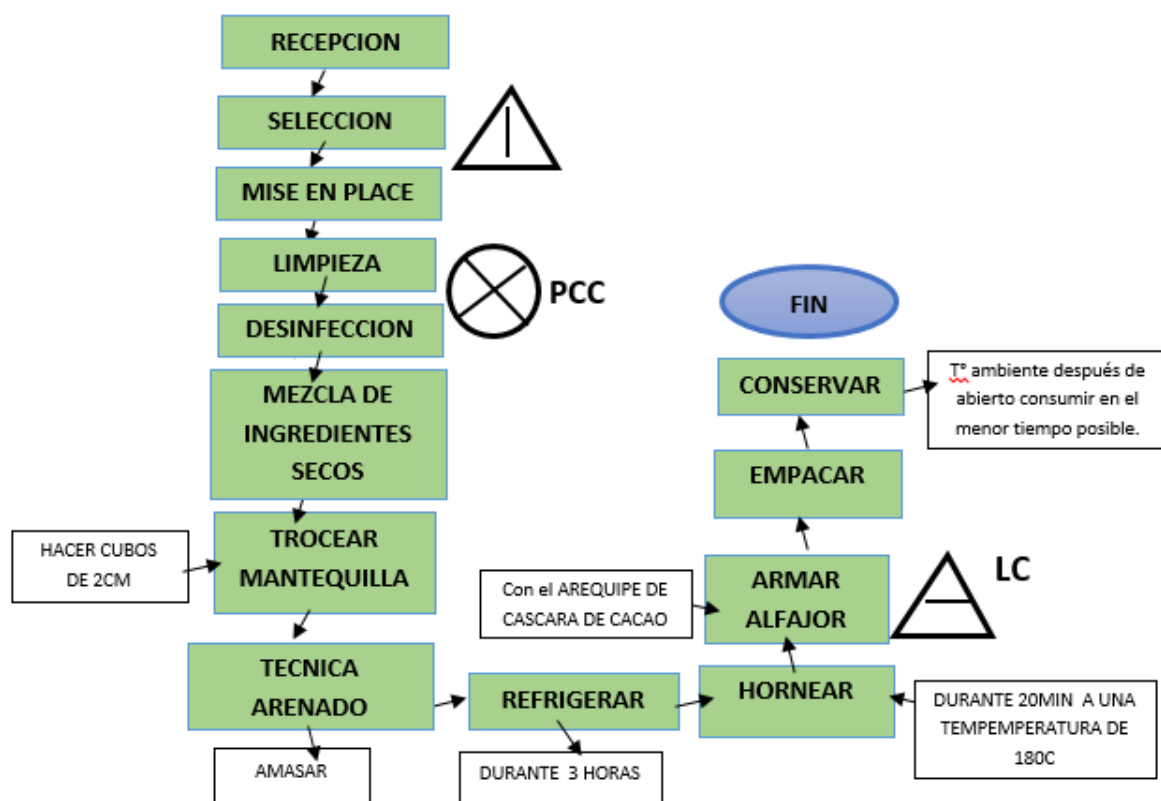 RECEPCION
SELECCION
MISE EN PLACE
LIMPIEZA
PCC
DESINFECCION
MEZCLA DE
INGREDIENTES
SECOS
HACER CUBOS
DE 2CM
TROCEAR
MANTEQUILLA
TECNICA
ARENADO
AMASAR
REFRIGERAR
DURANTE 3 HORAS
HORNEAR
DURANTE 20MIN A UNA
TEMPEMPERATURA DE
180C
ARMAR
ALFAJOR
LC
Con el AREQUIPE DE
CASCARA DE CACAO
EMPACAR
CONSERVAR
T° ambiente después de
abierto consumir en el
menor tiempo posible.
FIN